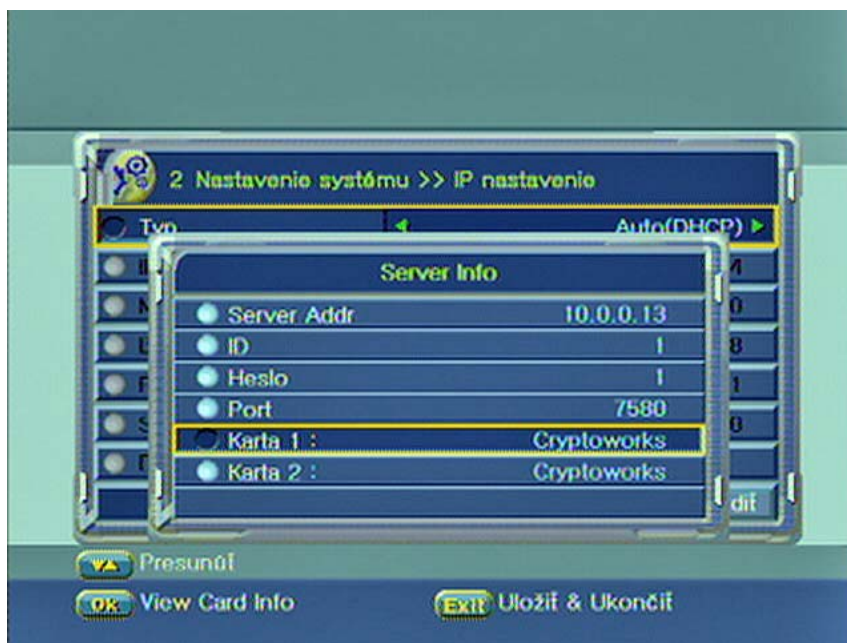 2 Nastavenie systému >> IP nastavenie
Typ Auto(DHCP)
Server Info
Server Addr 10.0.0.13
ID 1
Heslo 1
Port 7580
Karta 1 : Cryptoworks
Karta 2 : Cryptoworks
diť
Presunúť
OK View Card Info
Exit Uložiť & Ukončiť